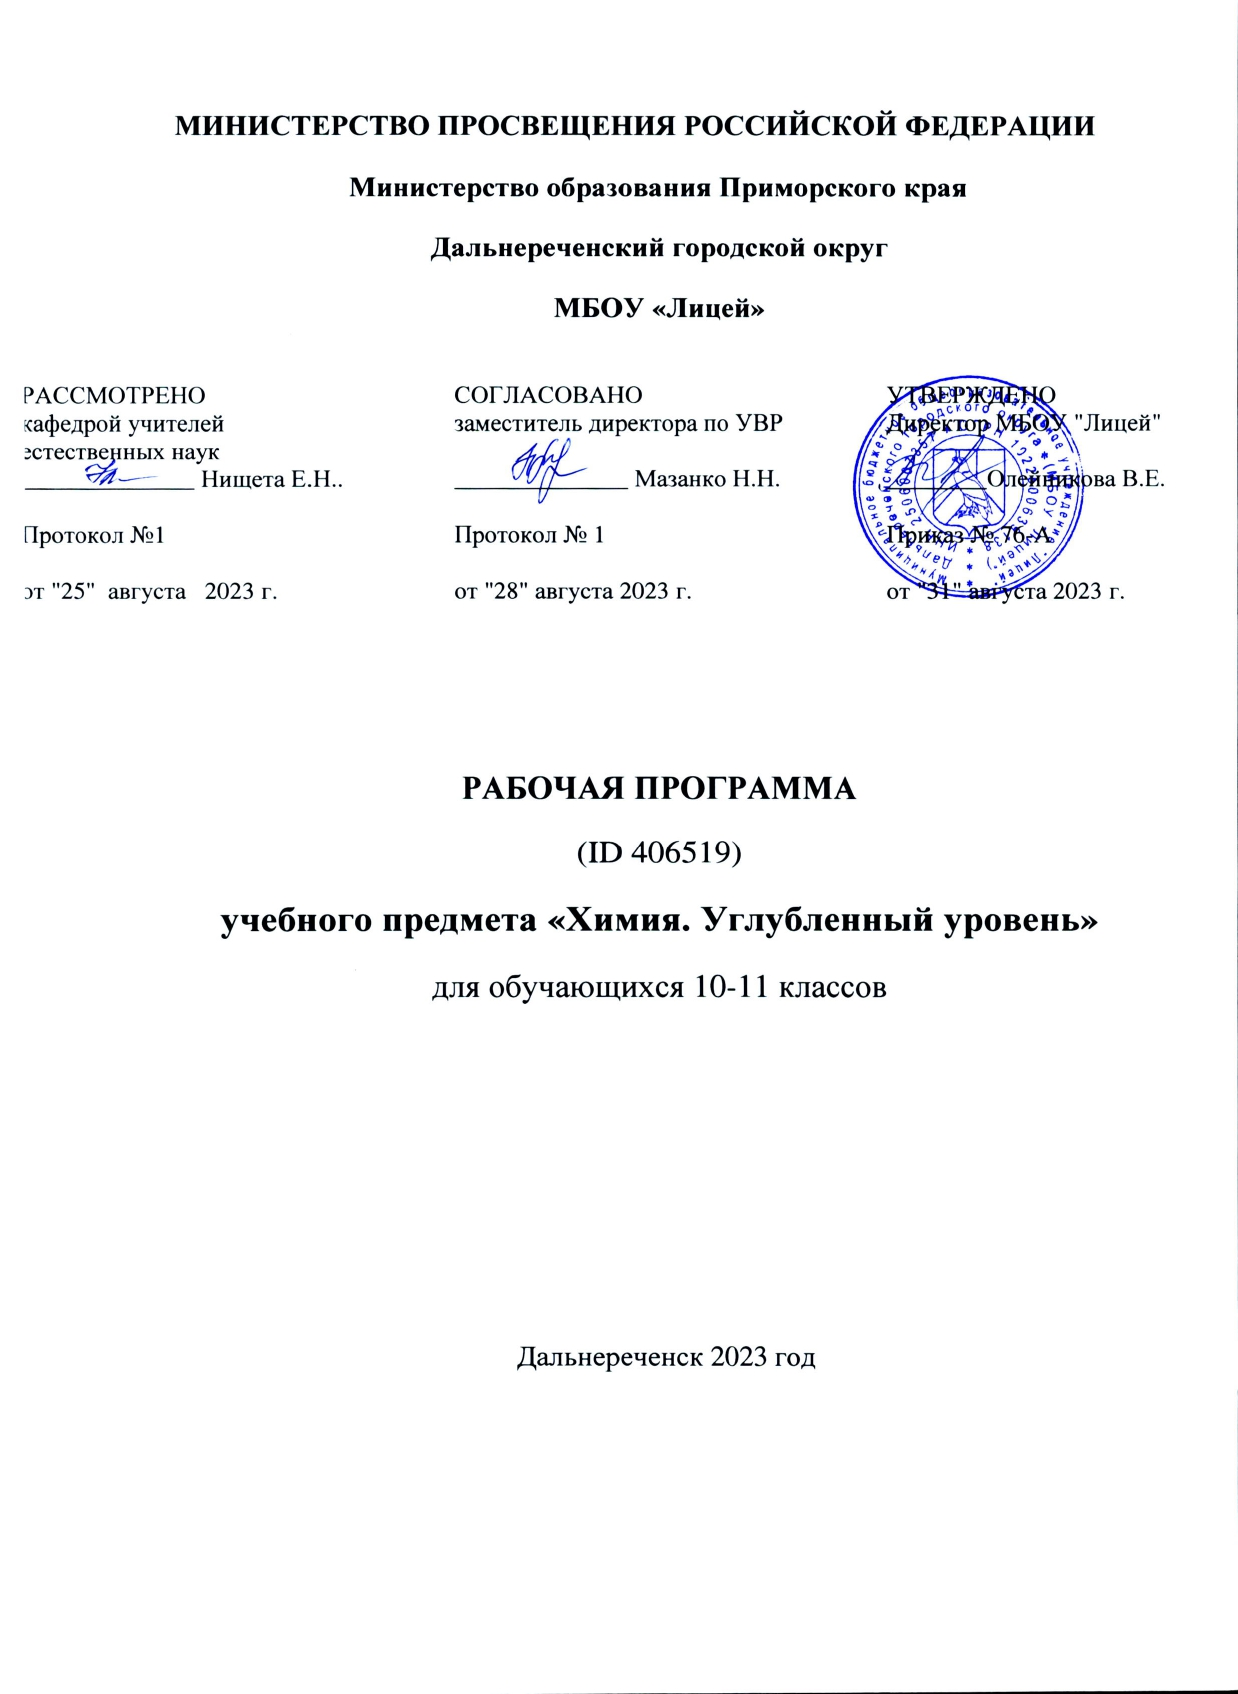 МИНИСТЕРСТВО ПРОСВЕЩЕНИЯ РОССИЙСКОЙ ФЕДЕРАЦИИ
Министерство образования Приморского края
Дальнереченский городской округ
МБОУ «Лицей»
РАССМОТРЕНО
кафедрой учителей
естественных наук
Нищета Е.Н..
Протокол №1
от "25" августа 2023 г.
СОГЛАСОВАНО
заместитель директора по УВР
Мазанко Н.Н.
Протокол № 1
от "28" августа 2023 г.
УТВЕРЖДЕНО
Директор МБОУ "Лицей"
Олейникова В.Е.
Приказ № 76-А
от "31" августа 2023 г.
РАБОЧАЯ ПРОГРАММА
(ID 406519)
учебного предмета «Химия. Углубленный уровень»
для обучающихся 10-11 классов
Дальнереченск 2023 год